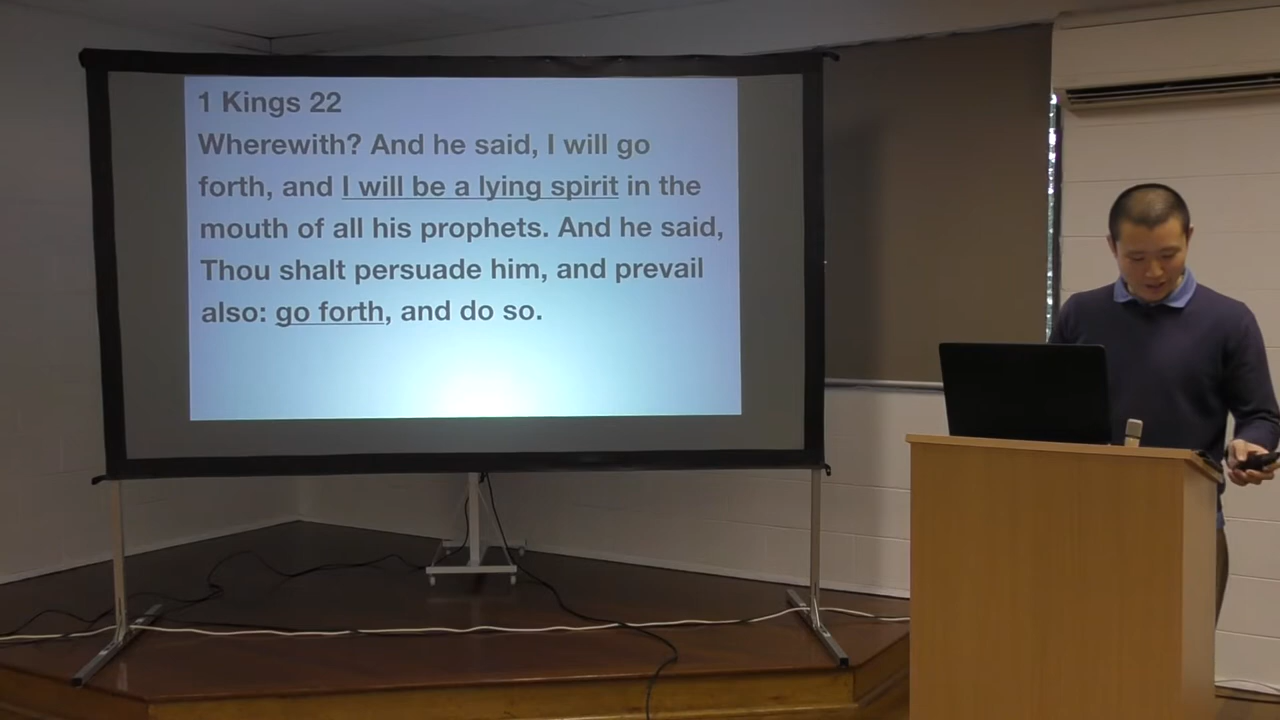 1 Kings 22
Wherewith? And he said, I will go
forth, and I will be a lying spirit in the
mouth of all his prophets. And he said,
Thou shalt persuade him, and prevail
also: go forth, and do so.